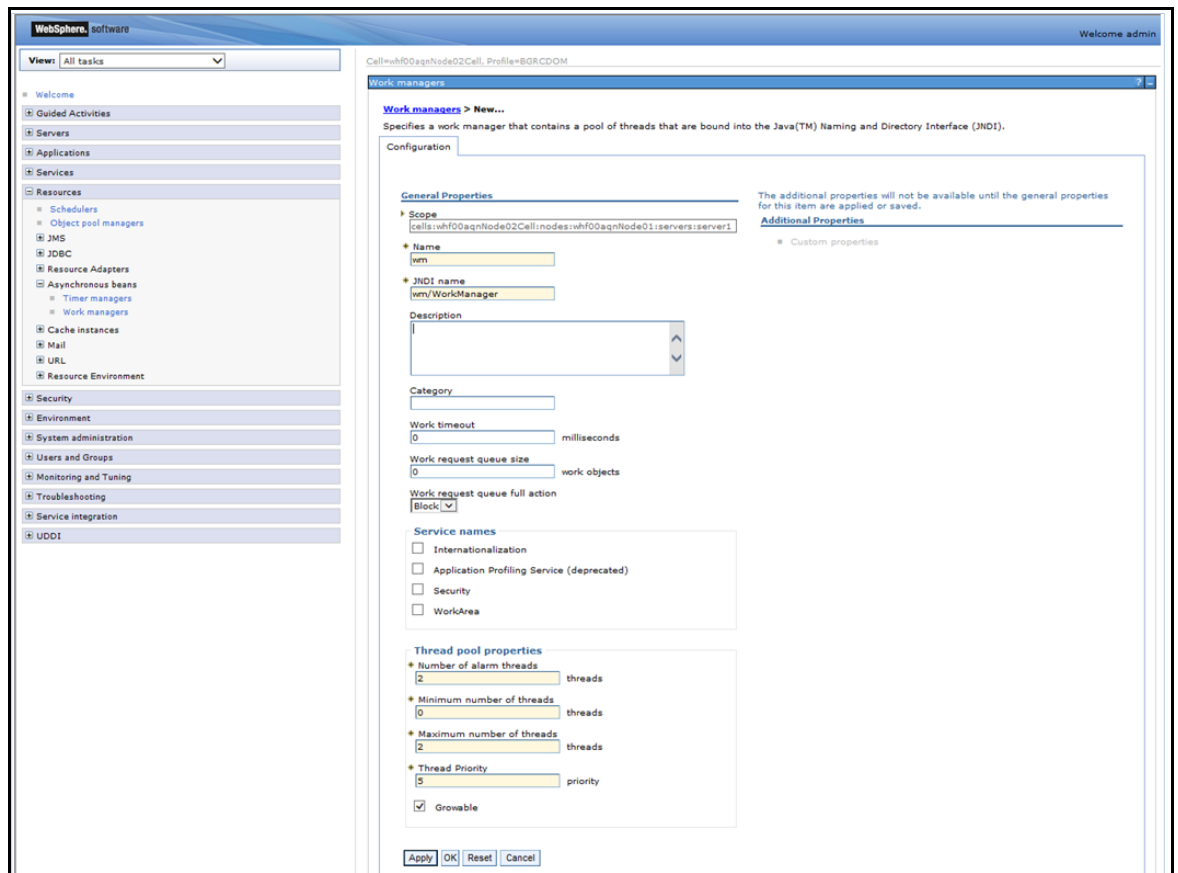 WebSphere. software
Welcome admin
View: All tasks
Welcome
Guided Activities
Servers
Applications
Services
Resources
Schedulers
Object pool managers
JMS
JDBC
Resource Adapters
Asynchronous beans
Timer managers
Work managers
Cache instances
Mail
URL
Resource Environment
Security
Environment
System administration
Users and Groups
Monitoring and Tuning
Troubleshooting
Service integration
UDDI
Cell=whf00aqnNode02Cell, Profile=BGRCDOM
Work managers
? –
Work managers > New...
Specifies a work manager that contains a pool of threads that are bound into the Java(TM) Naming and Directory Interface (JNDI).
Configuration
General Properties
Scope
cells:whf00aqnNode02Cell:nodes:whf00aqnNode01:servers:server1
* Name
wm
* JNDI name
wm/WorkManager
Description
Category
Work timeout
0 milliseconds
Work request queue size
0 work objects
Work request queue full action
Block
Service names
Internationalization
Application Profiling Service (deprecated)
Security
WorkArea
Thread pool properties
* Number of alarm threads
2 threads
* Minimum number of threads
0 threads
* Maximum number of threads
2 threads
* Thread Priority
5 priority
Growable
Apply OK Reset Cancel
The additional properties will not be available until the general properties
for this item are applied or saved.
Additional Properties
Custom properties